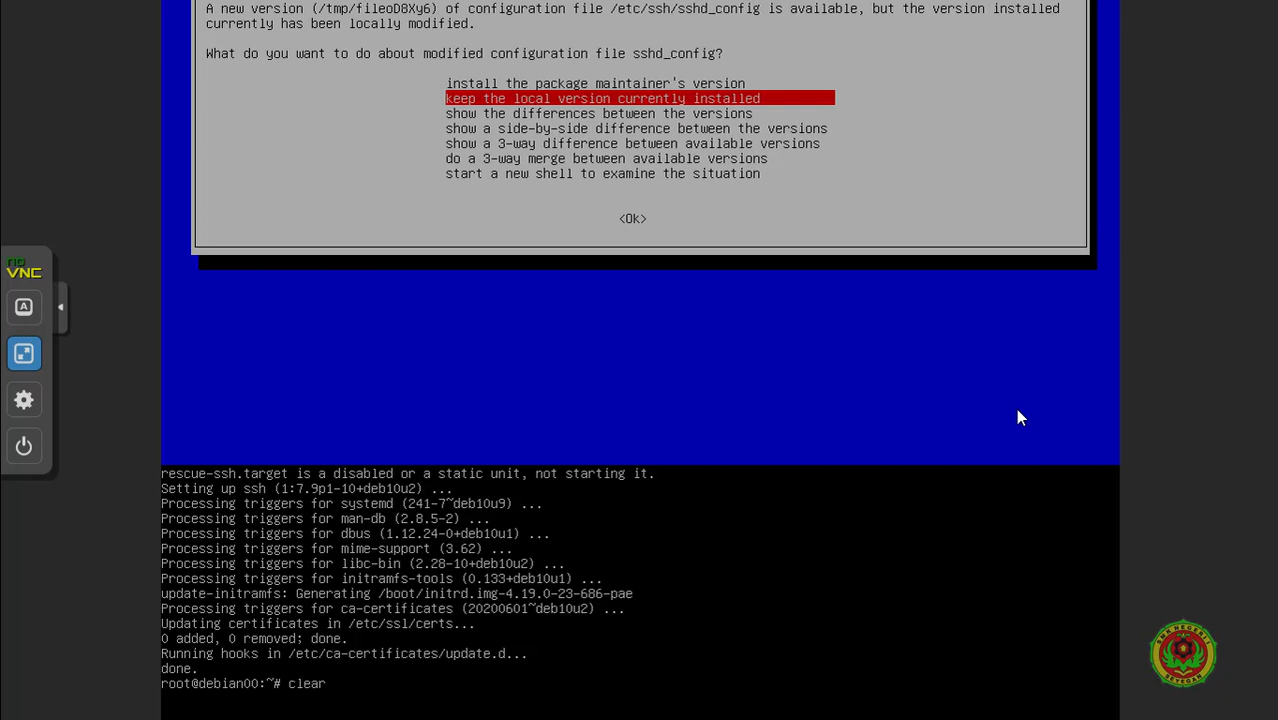 A new version (/tmp/fileoD8Xy6) of configuration file /etc/ssh/sshd_config is available, but the version installed
currently has been locally modified.
What do you want to do about modified configuration file sshd_config?
install the package maintainer's version
keep the local version currently installed
show the differences between the versions
show a side-by-side difference between the versions
show a 3-way difference between available versions
do a 3-way merge between available versions
start a new shell to examine the situation
<Ok>
no
VNC
A
rescue-ssh.target is a disabled or a static unit, not starting it.
Setting up ssh (1:7.9p1-10+deb10u2) ...
Processing triggers for systemd (241-7~deb10u9) ...
Processing triggers for man-db (2.8.5-2) ...
Processing triggers for dbus (1.12.24-0+deb10u1) ...
Processing triggers for mime-support (3.62) ...
Processing triggers for libc-bin (2.28-10+deb10u2) ...
Processing triggers for initramfs-tools (0.133+deb10u1) ...
update-initramfs: Generating /boot/initrd.img-4.19.0-23-686-pae
Processing triggers for ca-certificates (20200601~deb10u2) ...
Updating certificates in /etc/ssl/certs...
0 added, 0 removed; done.
Running hooks in /etc/ca-certificates/update.d...
done.
root@debian00:~# clear
SMK NEGERI 1
SEYEGAN